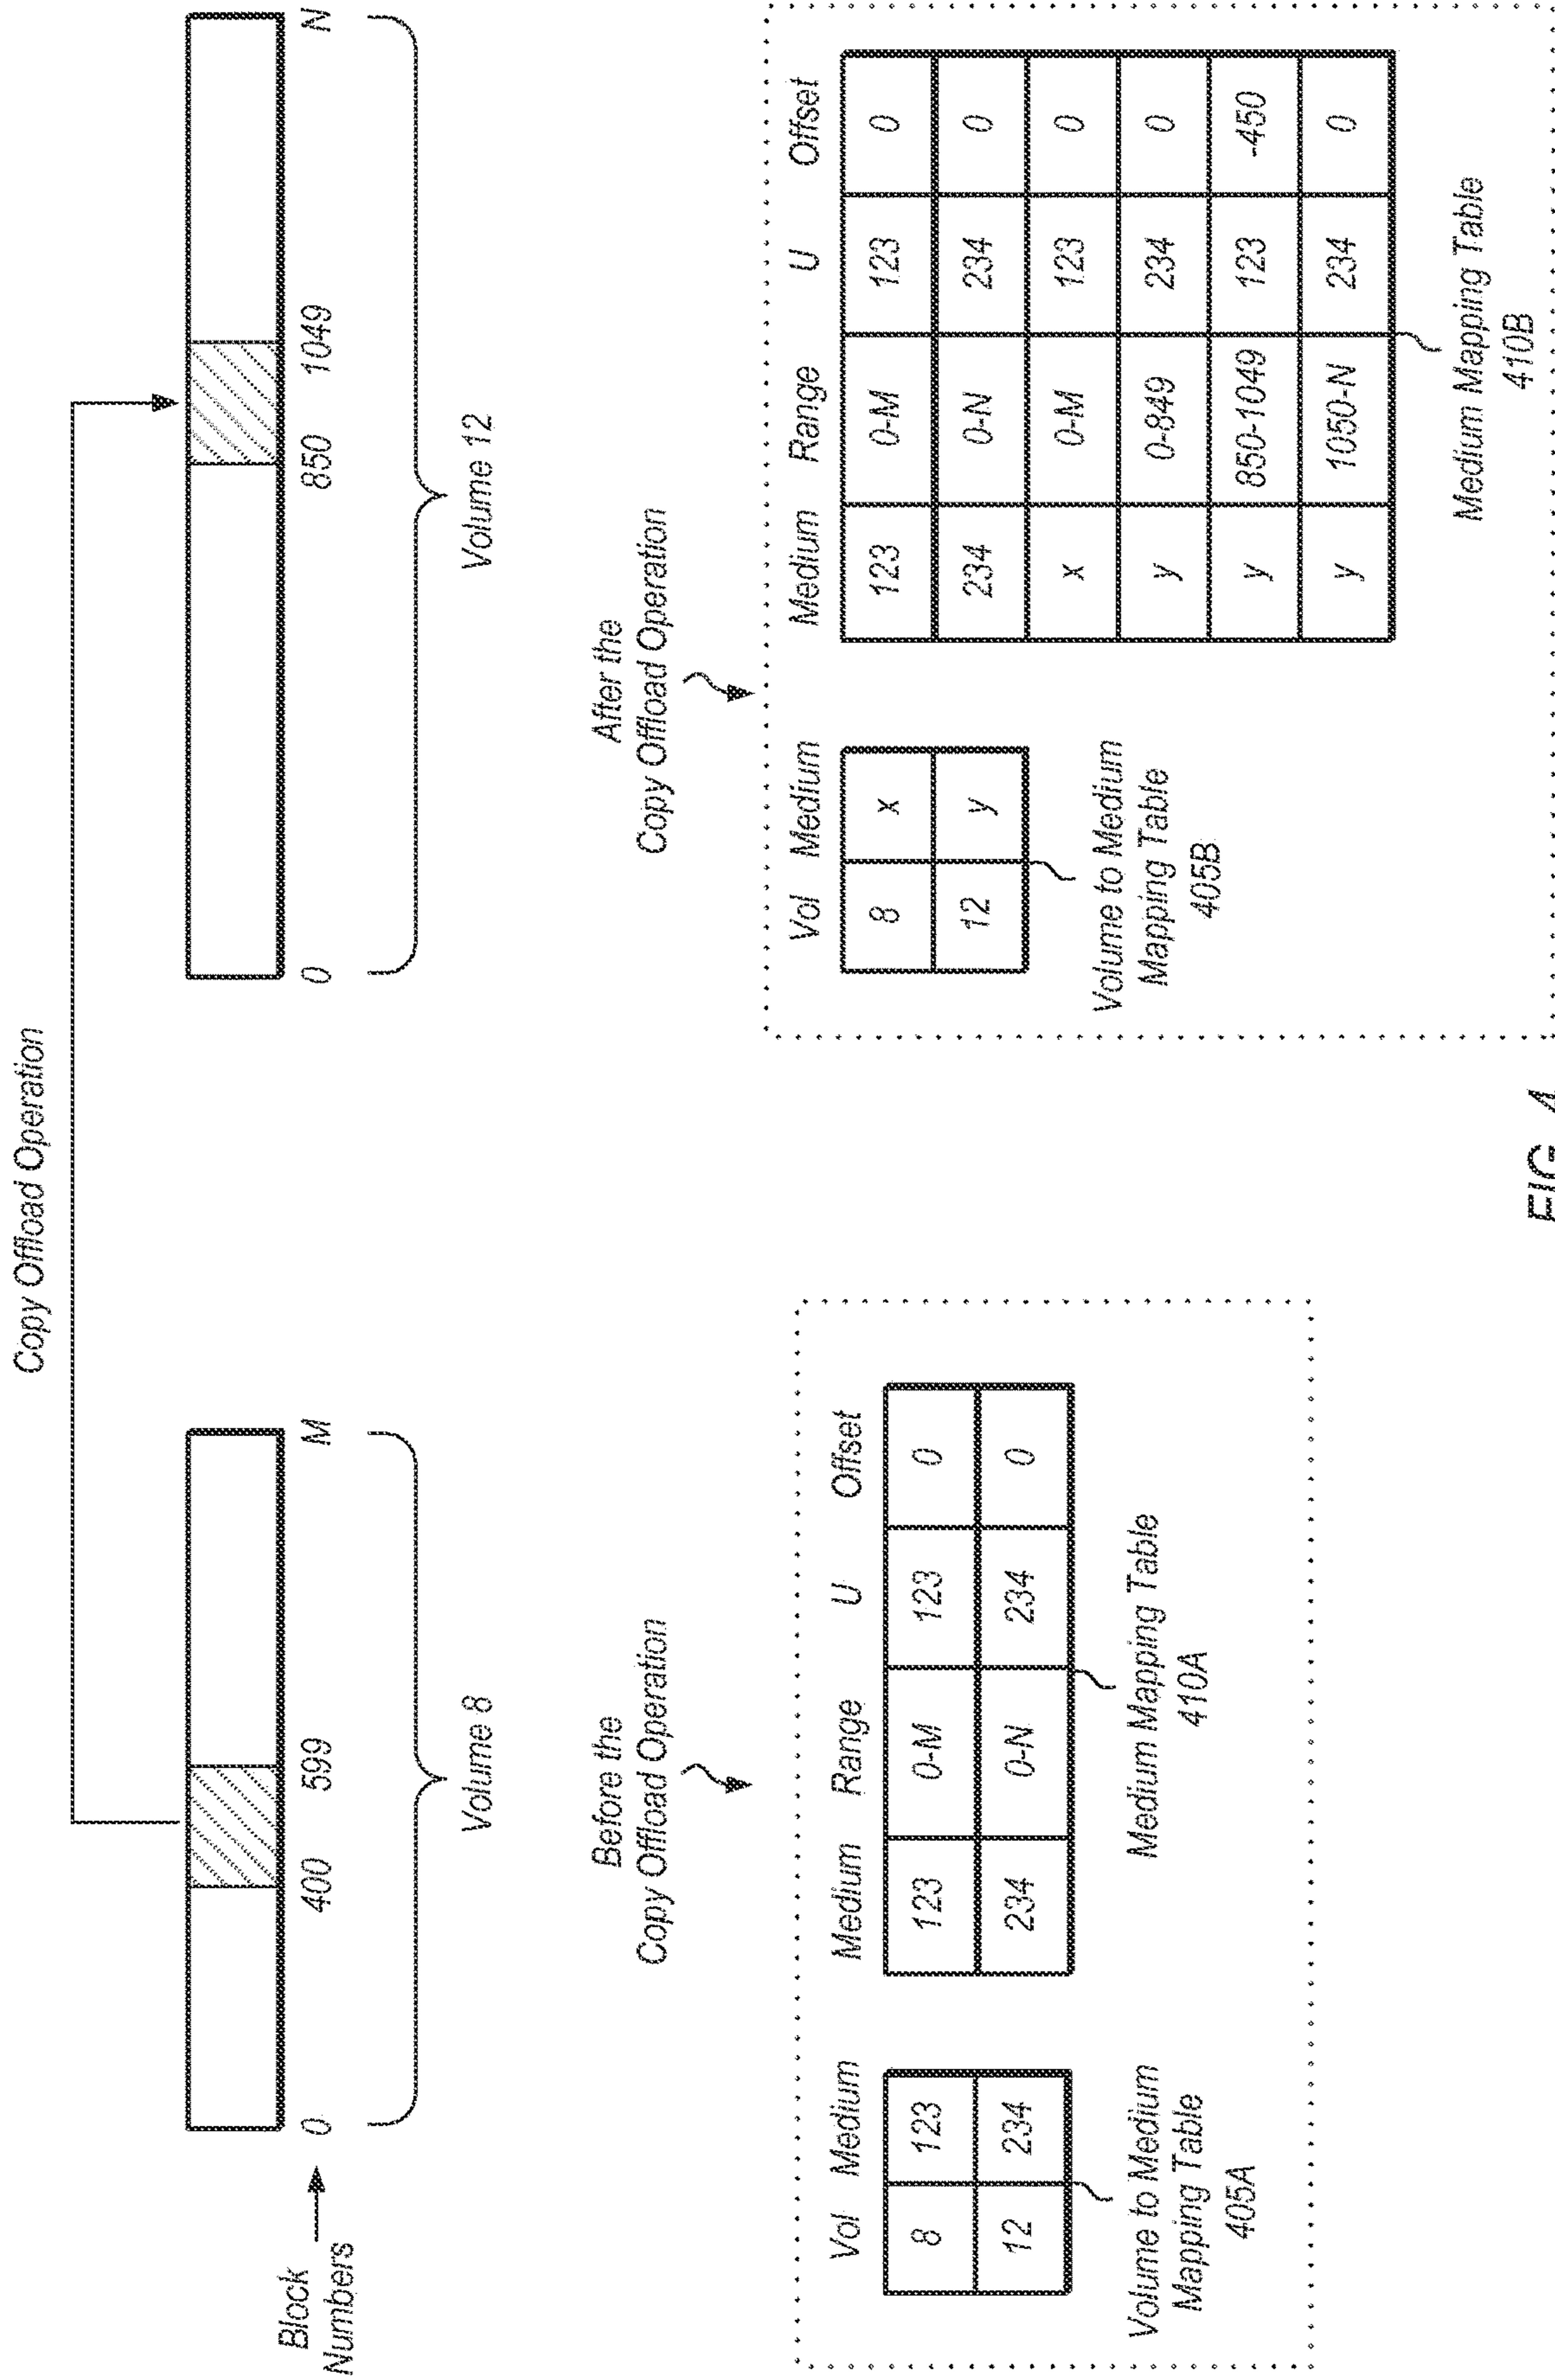 Copy Offload Operation
Block
Numbers
0 400 599 M
0 850 1049 N
Volume 8
Volume 12
Before the
Copy Offload Operation
Vol Medium
8 123
12 234
Volume to Medium
Mapping Table
405A
Medium Range U Offset
123 0-M 123 0
234 0-N 234 0
Medium Mapping Table
410A
After the
Copy Offload Operation
Vol Medium
8 x
12 y
Volume to Medium
Mapping Table
405B
Medium Range U Offset
123 0-M 123 0
234 0-N 234 0
x 0-M 123 0
y 0-849 234 0
y 850-1049 123 -450
y 1050-N 234 0
Medium Mapping Table
410B
FIG. 4